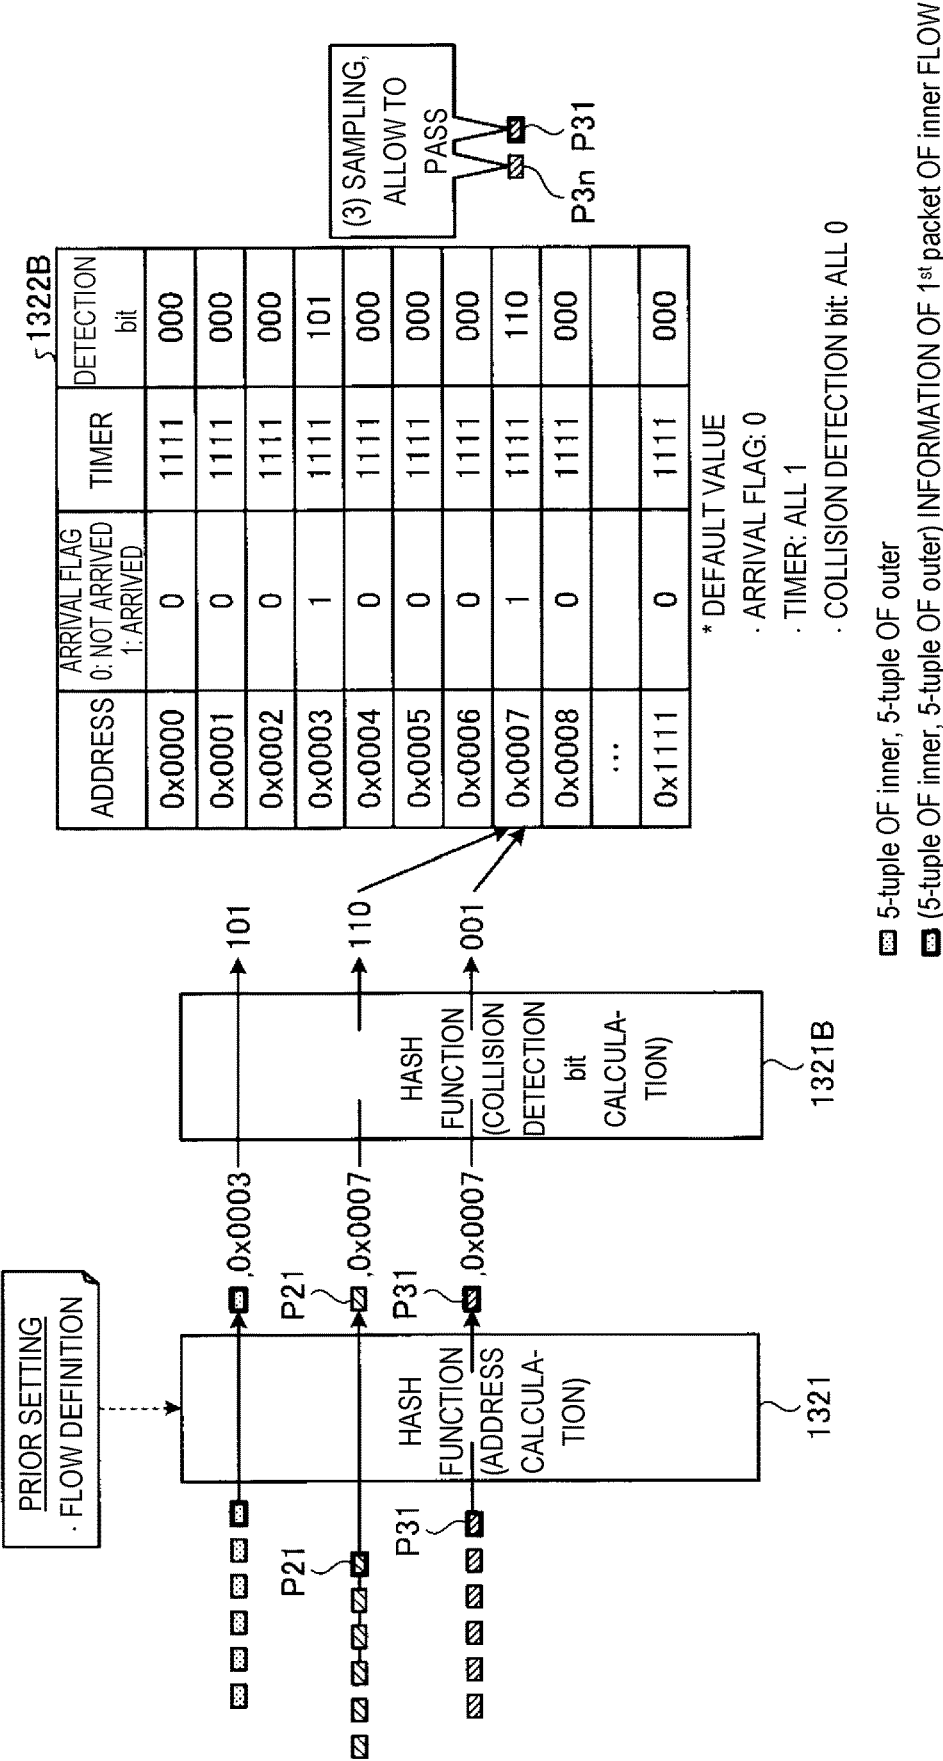 PRIOR SETTING
· FLOW DEFINITION
P21
P31
HASH
FUNCTION
(ADDRESS
CALCULA-
TION)
1321
,0x0003
P21
,0x0007
P31
,0x0007
HASH
FUNCTION
(COLLISION
DETECTION
bit
CALCULA-
TION)
1321B
101
110
001
1322B
ADDRESS ARRIVAL FLAG 0: NOT ARRIVED 1: ARRIVED TIMER DETECTION bit
0x0000 0 1111 000
0x0001 0 1111 000
0x0002 0 1111 000
0x0003 1 1111 101
0x0004 0 1111 000
0x0005 0 1111 000
0x0006 0 1111 000
0x0007 1 1111 110
0x0008 0 1111 000
...
0x1111 0 1111 000
* DEFAULT VALUE
· ARRIVAL FLAG: 0
· TIMER: ALL 1
· COLLISION DETECTION bit: ALL 0
(3) SAMPLING,
ALLOW TO
PASS
P3n P31
5-tuple OF inner, 5-tuple OF outer
(5-tuple OF inner, 5-tuple OF outer) INFORMATION OF 1st packet OF inner FLOW